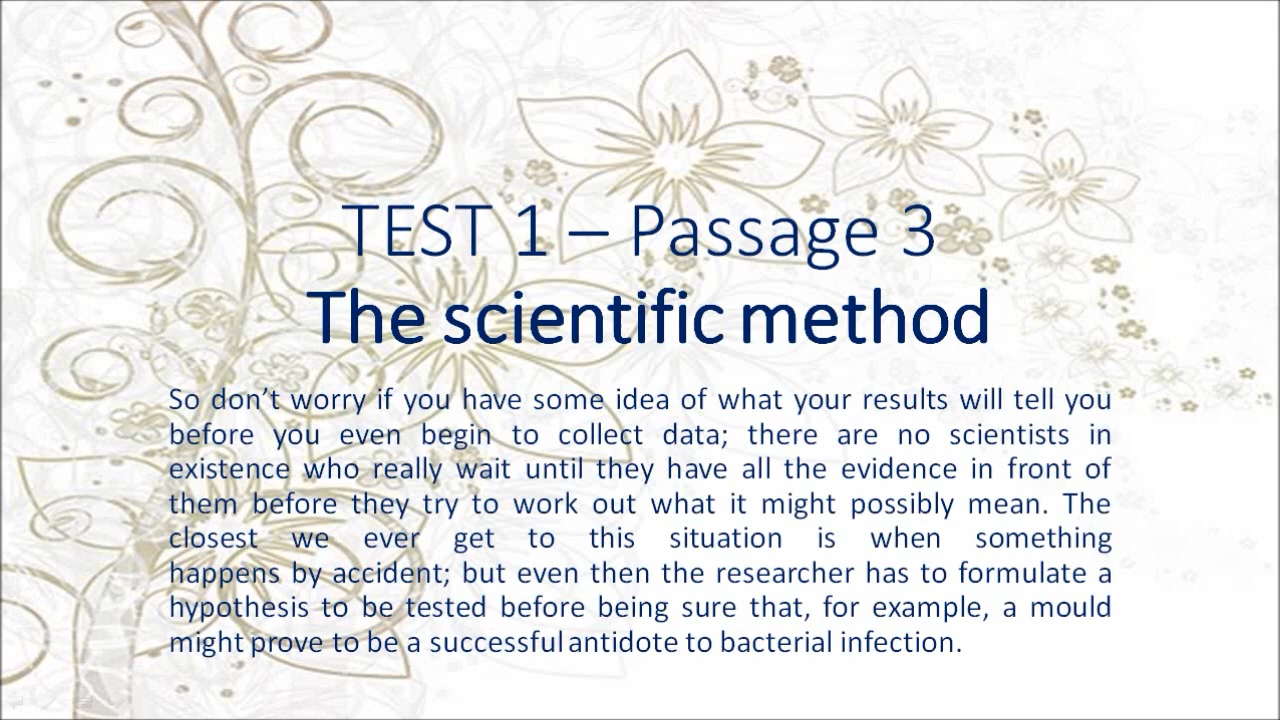 TEST 1 – Passage 3
The scientific method
So don’t worry if you have some idea of what your results will tell you
before you even begin to collect data; there are no scientists in
existence who really wait until they have all the evidence in front of
them before they try to work out what it might possibly mean. The
closest we ever get to this situation is when something
happens by accident; but even then the researcher has to formulate a
hypothesis to be tested before being sure that, for example, a mould
might prove to be a successful antidote to bacterial infection.